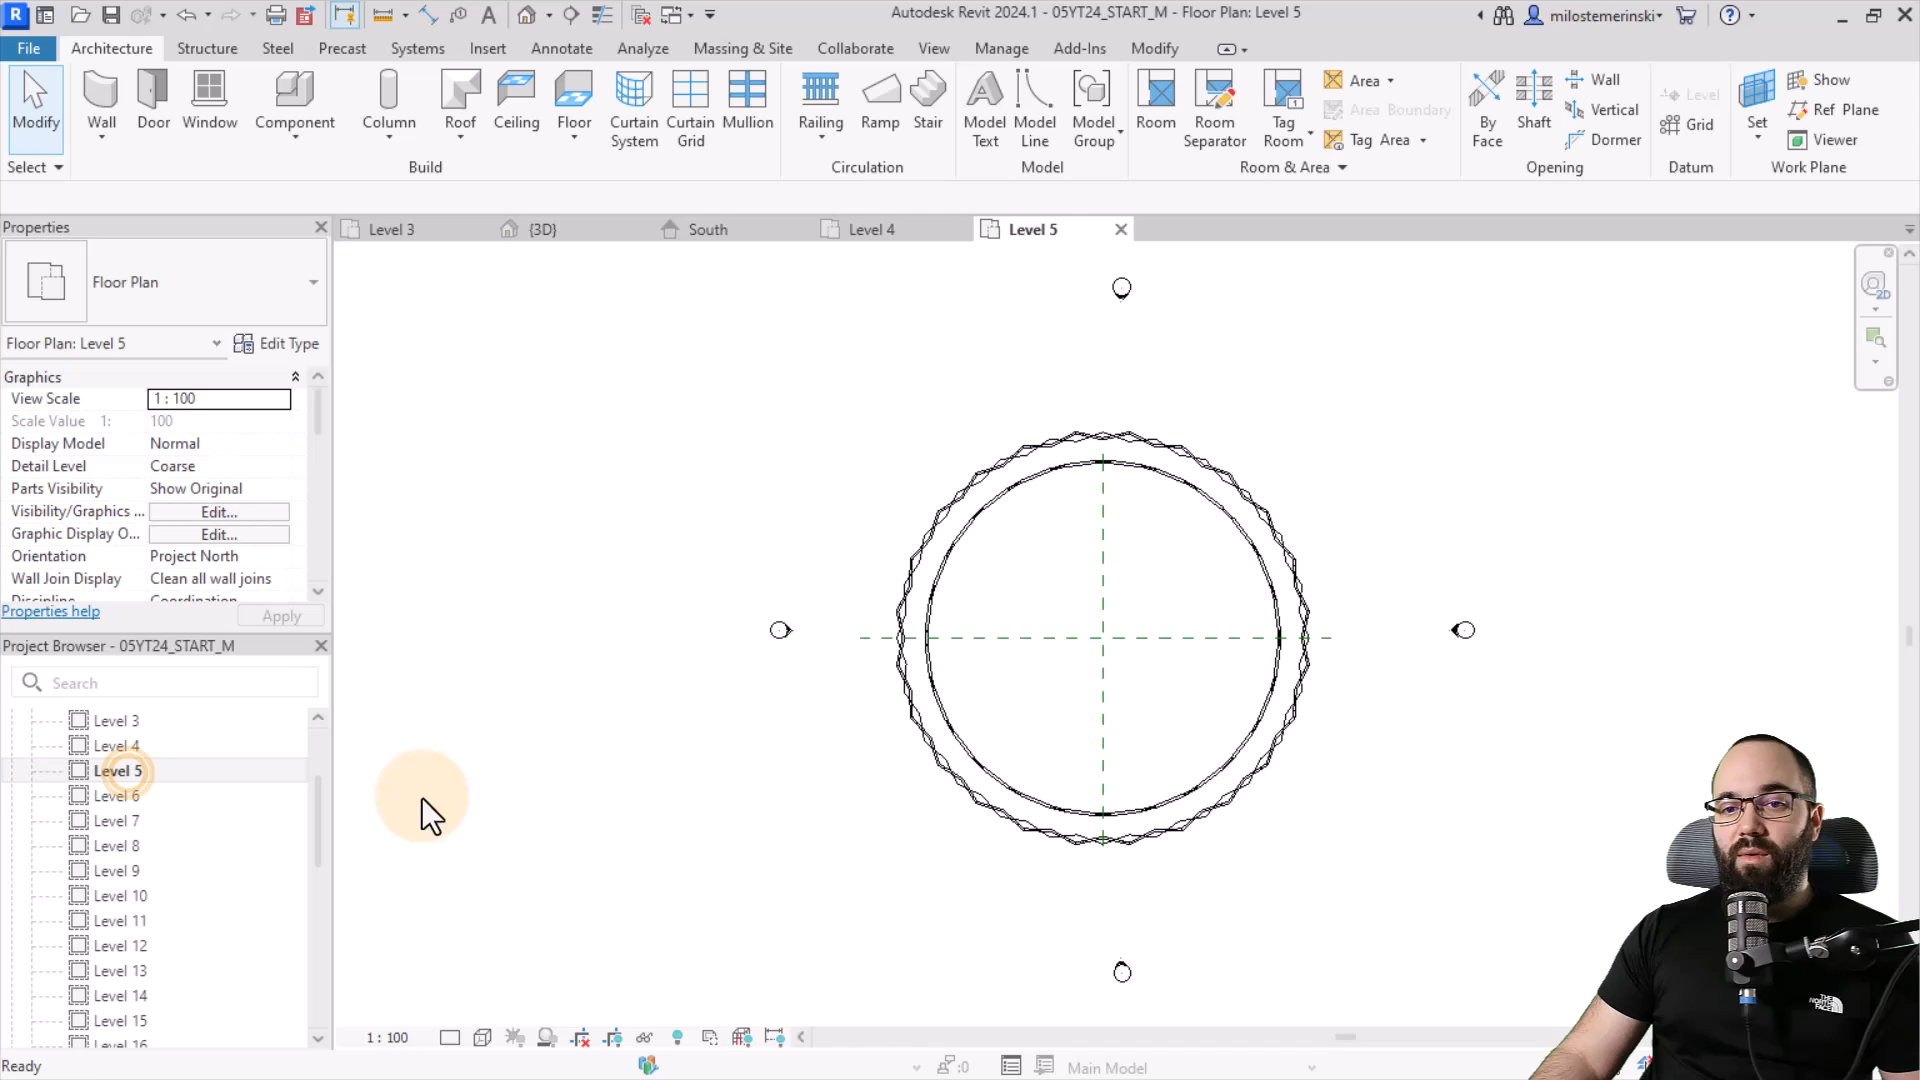 Autodesk Revit 2024.1 - 05YT24_START_M - Floor Plan: Level 5
milostemerinski
File Architecture Structure Steel Precast Systems Insert Annotate Analyze Massing & Site Collaborate View Manage Add-Ins Modify
Modify Wall Door Window Component Column Roof Ceiling Floor Curtain System Curtain Grid Mullion Railing Ramp Stair Model Text Model Line Model Group Room Room Separator Tag Room
Area
Area Boundary
Tag Area
By Face Shaft
Wall
Vertical
Dormer
Level
Grid
Set
Show
Ref Plane
Viewer
Select Build Circulation Model Room & Area Opening Datum Work Plane
Properties
Level 3 {3D} South Level 4 Level 5
Floor Plan
Floor Plan: Level 5 Edit Type
Graphics
View Scale 1 : 100
Scale Value 1: 100
Display Model Normal
Detail Level Coarse
Parts Visibility Show Original
Visibility/Graphics ... Edit...
Graphic Display O... Edit...
Orientation Project North
Wall Join Display Clean all wall joins
Discipline Coordination
Properties help Apply
Project Browser - 05YT24_START_M
Search
Level 3
Level 4
Level 5
Level 6
Level 7
Level 8
Level 9
Level 10
Level 11
Level 12
Level 13
Level 14
Level 15
Level 16
2D
1 : 100
Ready
:0
Main Model
THE NORTH FACE